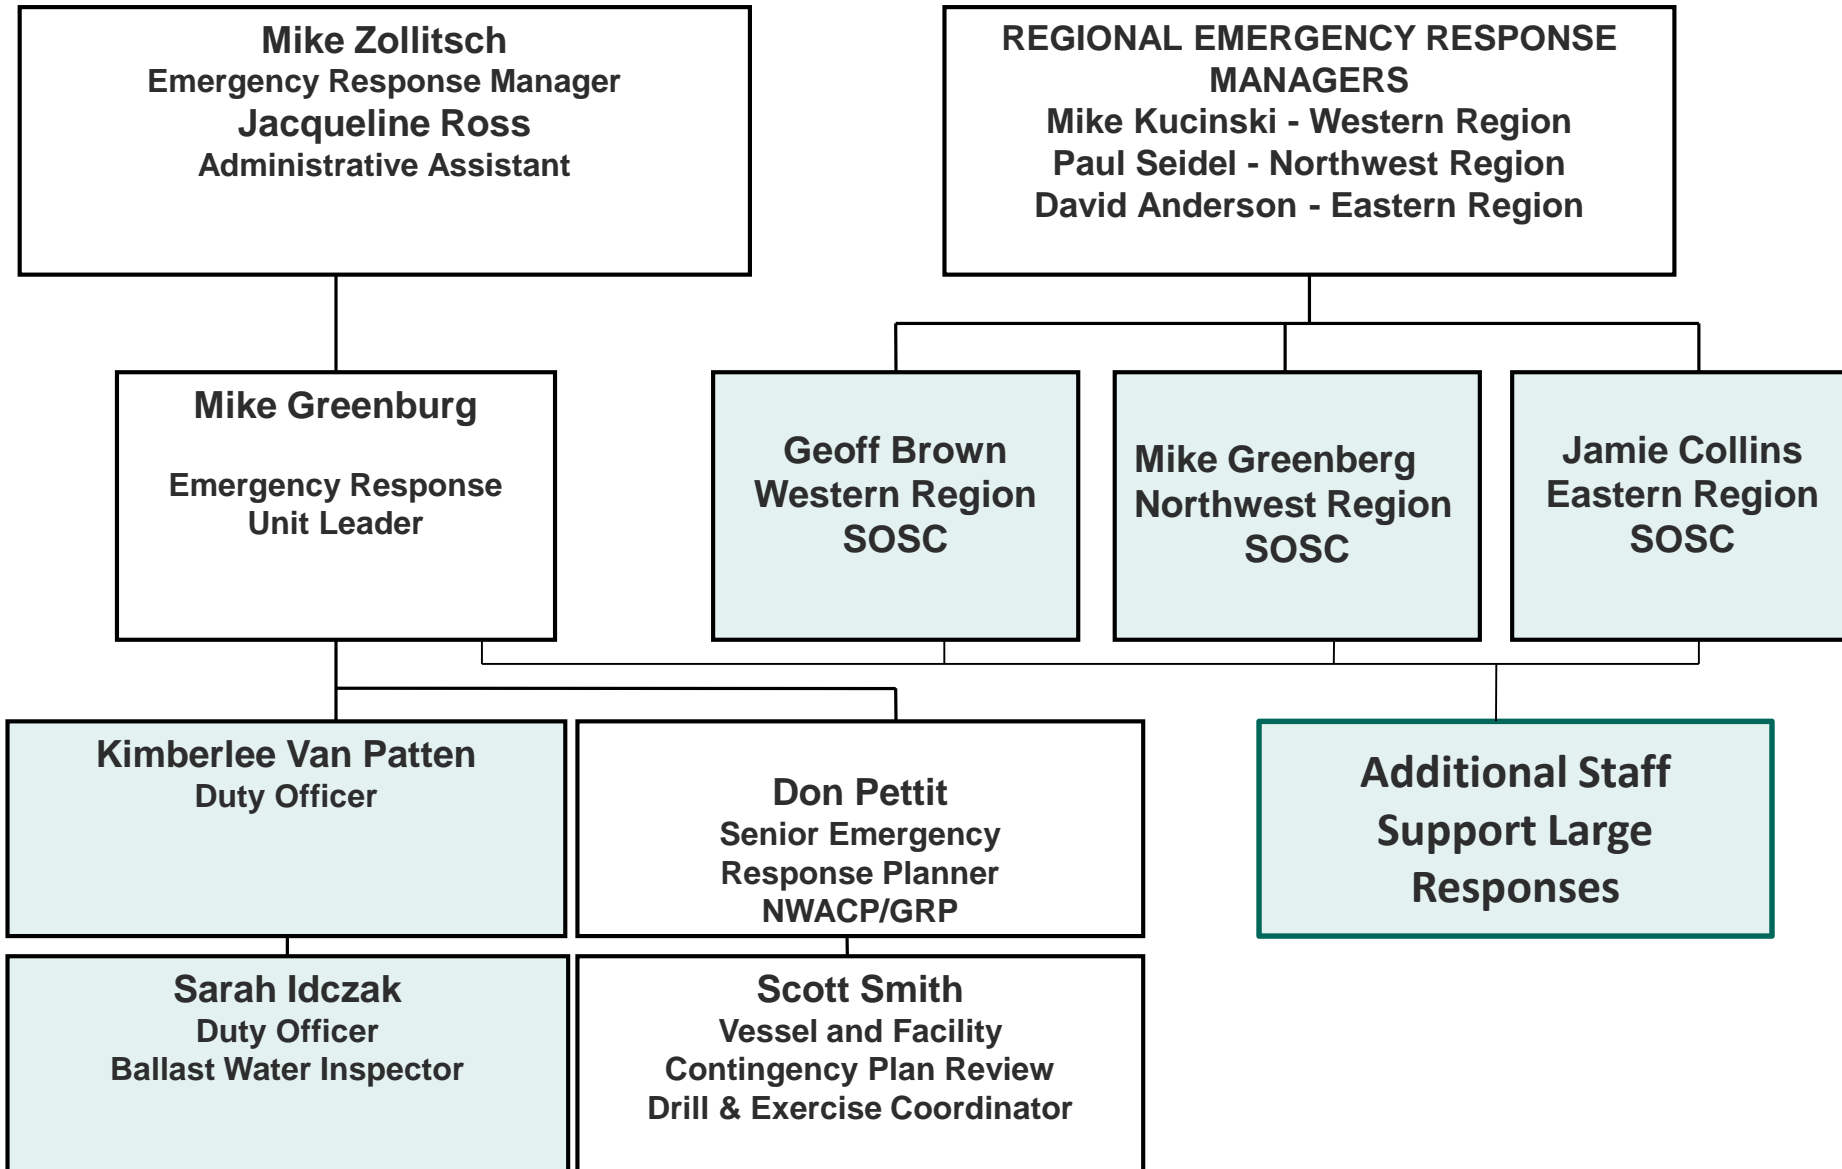 Mike Zollitsch
Emergency Response Manager
Jacqueline Ross
Administrative Assistant
REGIONAL EMERGENCY RESPONSE
MANAGERS
Mike Kucinski - Western Region
Paul Seidel - Northwest Region
David Anderson - Eastern Region
Mike Greenburg
Emergency Response
Unit Leader
Geoff Brown
Western Region
SOSC
Mike Greenberg
Northwest Region
SOSC
Jamie Collins
Eastern Region
SOSC
Kimberlee Van Patten
Duty Officer
Don Pettit
Senior Emergency
Response Planner
NWACP/GRP
Additional Staff
Support Large
Responses
Sarah Idczak
Duty Officer
Ballast Water Inspector
Scott Smith
Vessel and Facility
Contingency Plan Review
Drill & Exercise Coordinator